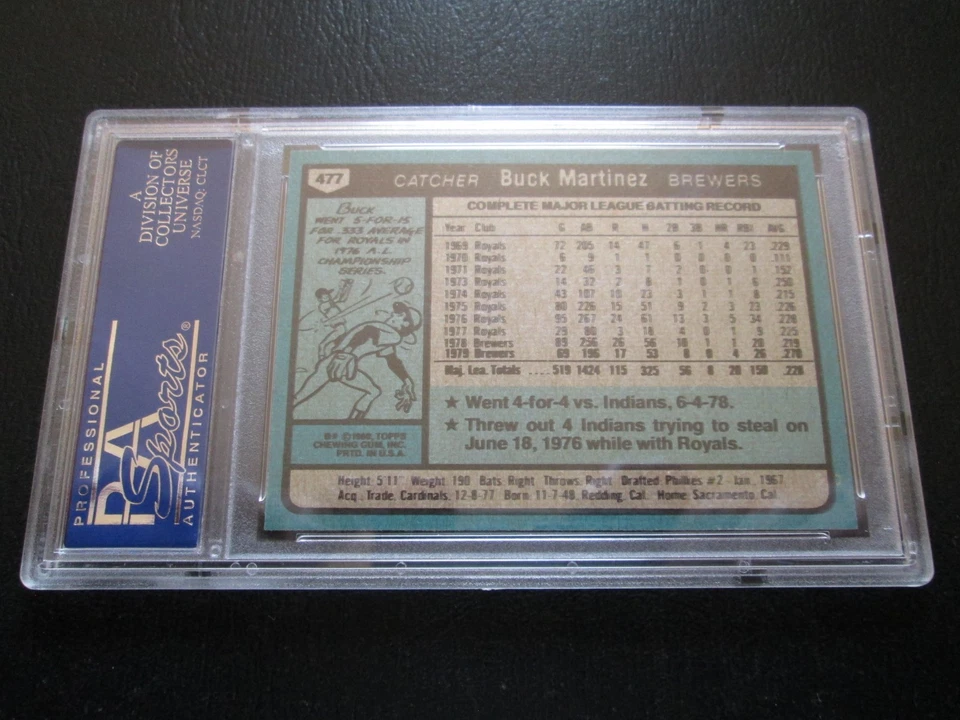 A
DIVISION OF
COLLECTORS
UNIVERSE
NASDAQ: CLCT
PROFESSIONAL
PSA
Sports®
AUTHENTICATOR
477 CATCHER Buck Martinez BREWERS
BUCK
WENT 5-FOR-15
FOR .333 AVERAGE
FOR ROYALS IN
1976 A.L.
CHAMPIONSHIP
SERIES.
©1980, TOPPS
CHEWING GUM, INC.
PRTD. IN U.S.A.
COMPLETE MAJOR LEAGUE BATTING RECORD
Year Club G AB R H 2B 3B HR RBI AVG.
1969 Royals 72 205 14 47 6 1 4 23 .229
1970 Royals 6 9 1 1 0 0 0 0 .111
1971 Royals 22 46 3 7 2 0 0 1 .152
1973 Royals 14 32 2 8 1 0 1 6 .250
1974 Royals 43 107 10 23 3 1 1 8 .215
1975 Royals 80 226 15 51 9 2 3 23 .226
1976 Royals 95 267 24 61 13 3 5 34 .228
1977 Royals 29 80 3 18 4 0 1 9 .225
1978 Brewers 89 256 26 56 10 1 1 20 .219
1979 Brewers 69 196 17 53 8 0 4 26 .270
Maj. Lea. Totals .... 519 1424 115 325 56 8 20 150 .228
★ Went 4-for-4 vs. Indians, 6-4-78.
★ Threw out 4 Indians trying to steal on
June 18, 1976 while with Royals.
Height 5'11" Weight 190 Bats Right Throws Right Drafted Phillies #2 - Jan., 1967
Acq. Trade, Cardinals, 12-8-77 Born 11-7-48, Redding, Cal. Home Sacramento, Cal.